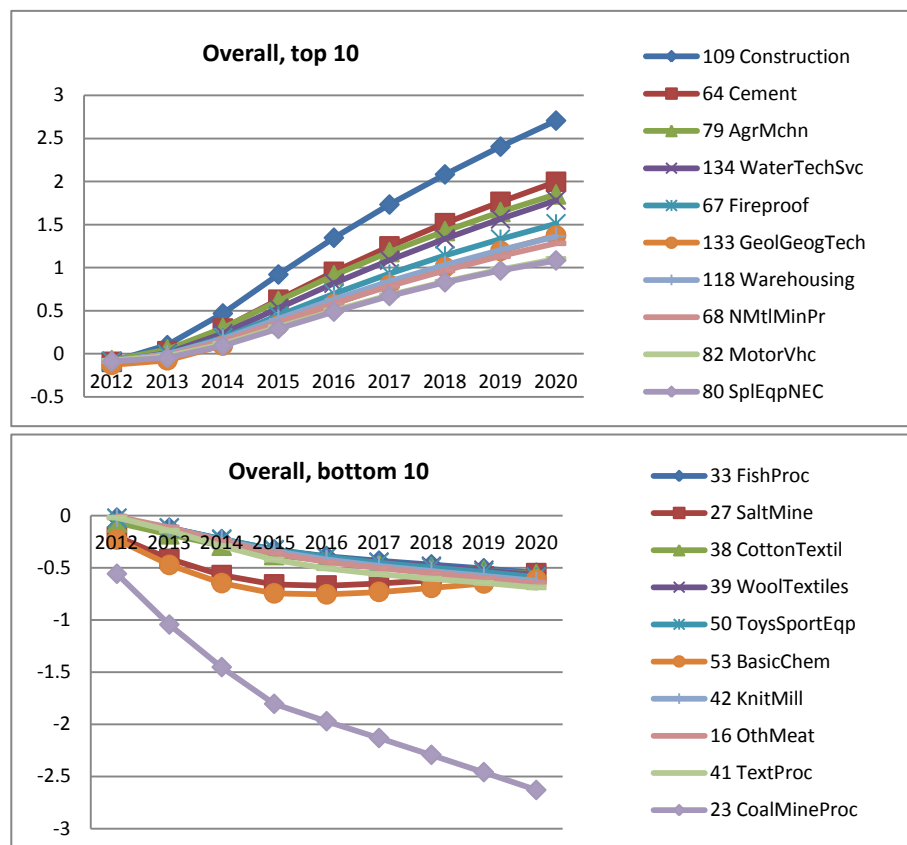 Overall, top 10
3
2.5
2
1.5
1
0.5
0
-0.5
2012 2013 2014 2015 2016 2017 2018 2019 2020
109 Construction
64 Cement
79 AgrMchn
134 WaterTechSvc
67 Fireproof
133 GeolGeogTech
118 Warehousing
68 NMtlMinPr
82 MotorVhc
80 SplEqpNEC
Overall, bottom 10
0
-0.5
-1
-1.5
-2
-2.5
-3
2012 2013 2014 2015 2016 2017 2018 2019 2020
33 FishProc
27 SaltMine
38 CottonTextil
39 WoolTextiles
50 ToysSportEqp
53 BasicChem
42 KnitMill
16 OthMeat
41 TextProc
23 CoalMineProc